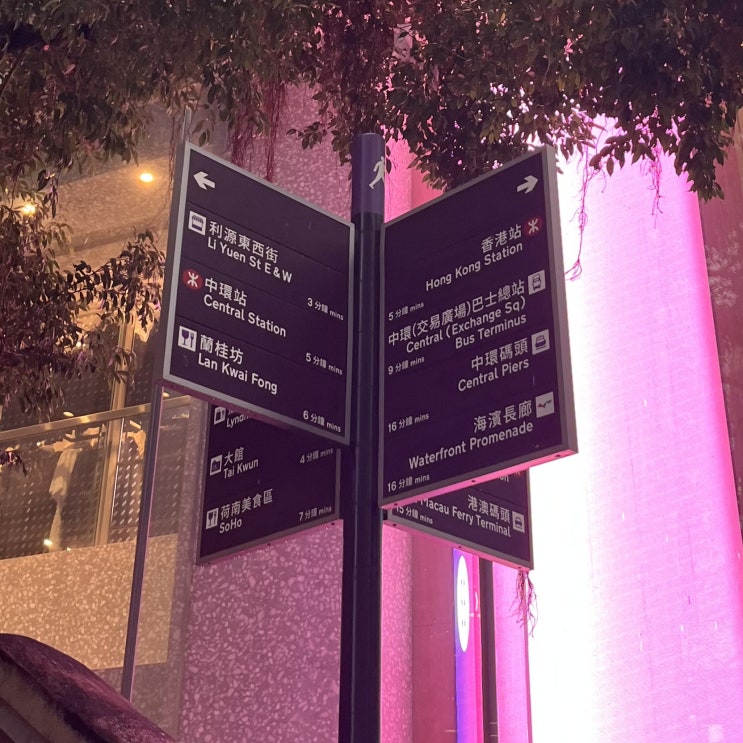 利源東西街
Li Yuen St E & W
3 分鐘 mins
中環站
Central Station
5 分鐘 mins
蘭桂坊
Lan Kwai Fong
6 分鐘 mins
香港站
Hong Kong Station
5 分鐘 mins
中環(交易廣場)巴士總站
Central (Exchange Sq)
Bus Terminus
9 分鐘 mins
中環碼頭
Central Piers
16 分鐘 mins
海濱長廊
Waterfront Promenade
16 分鐘 mins
大館
Tai Kwun
4 分鐘 mins
荷南美食區
SoHo
7 分鐘 mins
港澳碼頭
Macau Ferry Terminal
15 分鐘 mins